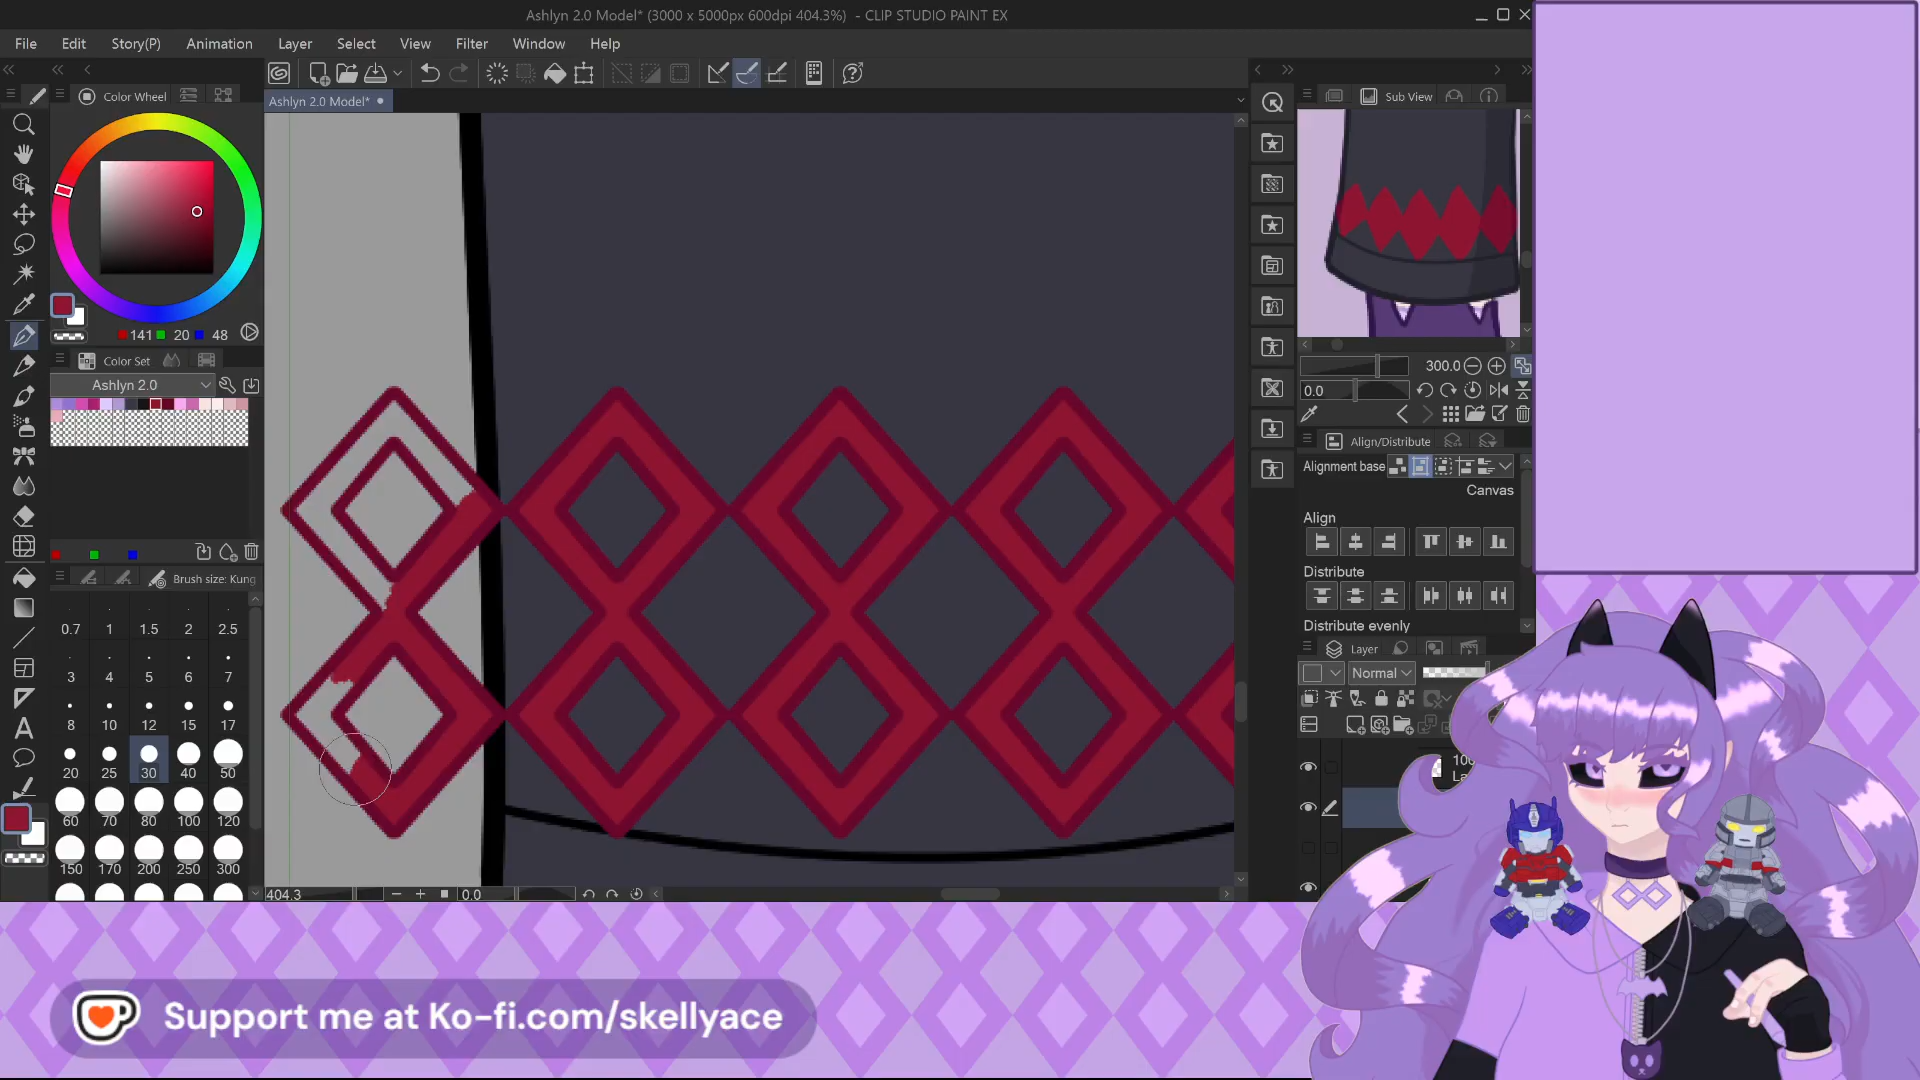 Ashlyn 2.0 Model* (3000 x 5000px 600dpi 404.3%) - CLIP STUDIO PAINT EX
File Edit Story(P) Animation Layer Select View Filter Window Help
Color Wheel
Ashlyn 2.0 Model*
Sub View
141 20 48
Color Set
Ashlyn 2.0
300.0
0.0
Align/Distribute
Alignment base
Canvas
Align
Distribute
Distribute evenly
Brush size: Kung
0.7 1 1.5 2 2.5
3 4 5 6 7
8 10 12 15 17
20 25 30 40 50
60 70 80 100 120
150 170 200 250 300
Layer
Normal
100
La
404.3 0.0
Support me at Ko-fi.com/skellyace